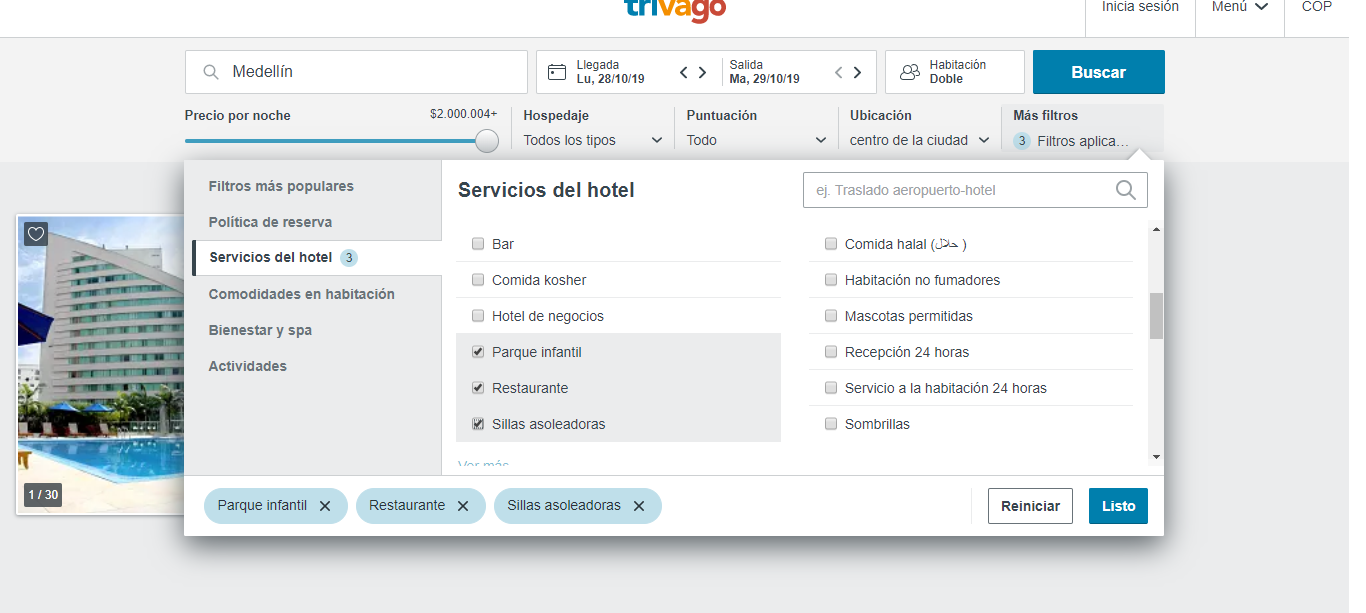 trivago
Inicia sesión
Menú
COP
Medellín
Llegada
Lu, 28/10/19
Salida
Ma, 29/10/19
Habitación
Doble
Buscar
Precio por noche
$2.000.004+
Hospedaje
Todos los tipos
Puntuación
Todo
Ubicación
centro de la ciudad
Más filtros
3 Filtros aplica...
Filtros más populares
Política de reserva
Servicios del hotel 3
Comodidades en habitación
Bienestar y spa
Actividades
Servicios del hotel
ej. Traslado aeropuerto-hotel
Bar
Comida kosher
Hotel de negocios
Parque infantil
Restaurante
Sillas asoleadoras
Ver más
Comida halal (حلال )
Habitación no fumadores
Mascotas permitidas
Recepción 24 horas
Servicio a la habitación 24 horas
Sombrillas
1 / 30
Parque infantil
Restaurante
Sillas asoleadoras
Reiniciar
Listo